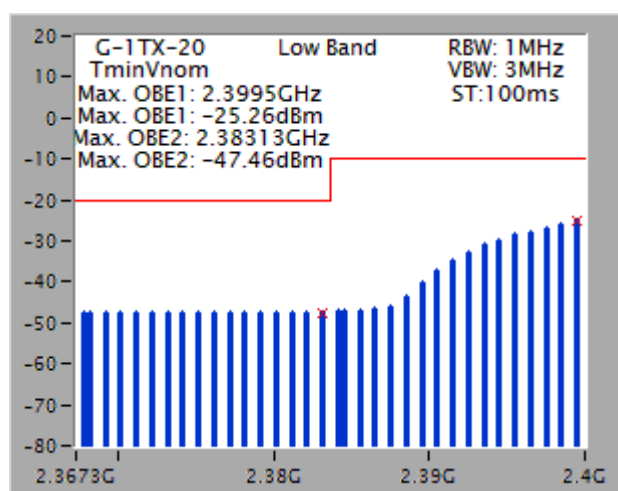 G-1TX-20 Low Band RBW: 1MHz
TminVnom VBW: 3MHz
Max. OBE1: 2.3995GHz ST:100ms
Max. OBE1: -25.26dBm
Max. OBE2: 2.38313GHz
Max. OBE2: -47.46dBm
20
10
0
-10
-20
-30
-40
-50
-60
-70
-80
2.3673G 2.38G 2.39G 2.4G